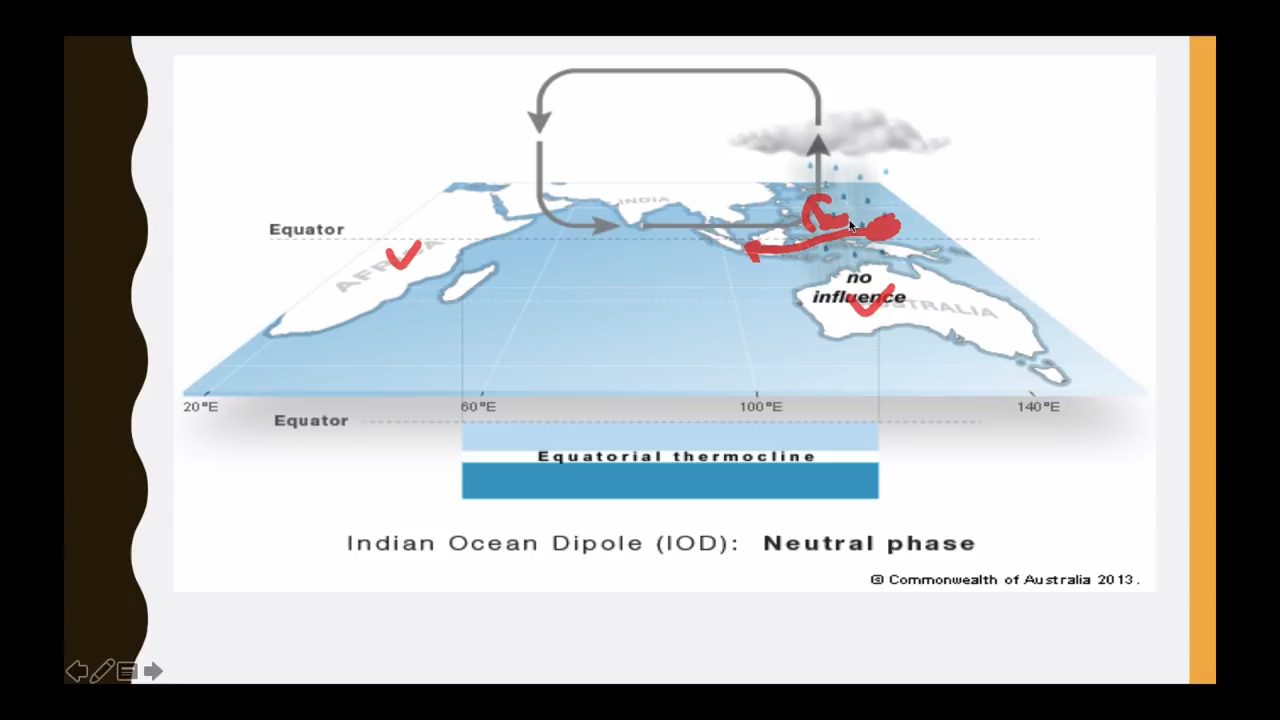 INDIA
Equator
AFRICA
no
influence
AUSTRALIA
20°E
60°E
100°E
140°E
Equator
Equatorial thermocline
Indian Ocean Dipole (IOD): Neutral phase
© Commonwealth of Australia 2013.